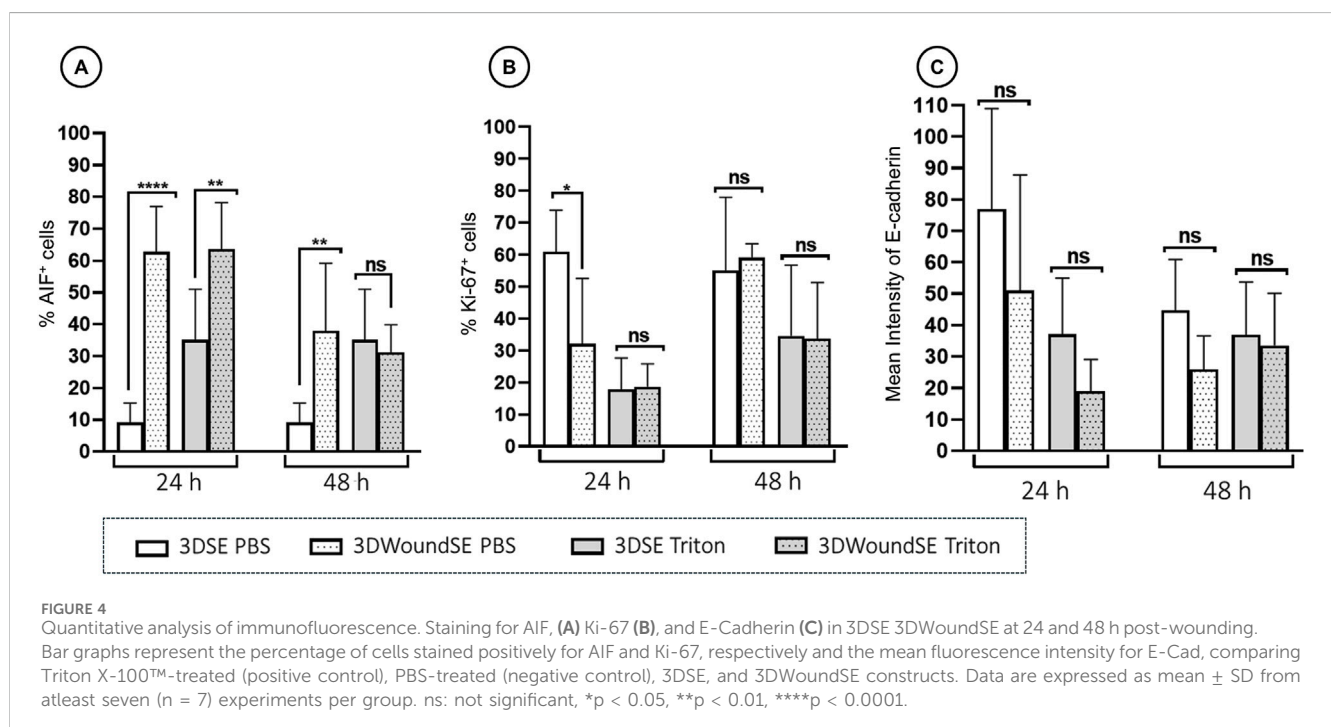 A
B
C
% AIF+ cells
100
90
80
70
60
50
40
30
20
10
0
****
**
**
ns
24 h
48 h
% Ki-67+ cells
100
90
80
70
60
50
40
30
20
10
0
*
ns
ns
ns
24 h
48 h
Mean Intensity of E-cadherin
110
100
90
80
70
60
50
40
30
20
10
0
ns
ns
ns
ns
24 h
48 h
3DSE PBS
3DWoundSE PBS
3DSE Triton
3DWoundSE Triton
FIGURE 4
Quantitative analysis of immunofluorescence. Staining for AIF, (A) Ki-67 (B), and E-Cadherin (C) in 3DSE 3DWoundSE at 24 and 48 h post-wounding.
Bar graphs represent the percentage of cells stained positively for AIF and Ki-67, respectively and the mean fluorescence intensity for E-Cad, comparing
Triton X-100™-treated (positive control), PBS-treated (negative control), 3DSE, and 3DWoundSE constructs. Data are expressed as mean ± SD from
atleast seven (n = 7) experiments per group. ns: not significant, *p < 0.05, **p < 0.01, ****p < 0.0001.